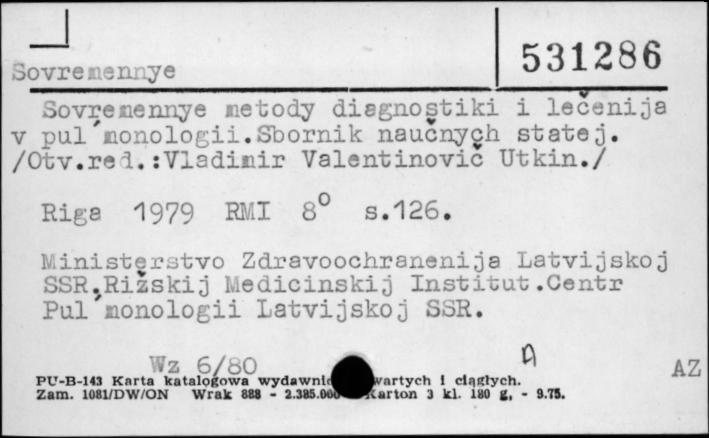 531286
Sovremennye
Sovremennye metody diagnostiki i lečenija
v pul'monologii.Sbornik naučnych statej.
/Otv.red.:Vladimir Valentinovič Utkin./
Riga 1979 RMI 8° s.126.
Ministerstvo Zdravoochranenija Latvijskoj
SSR.Rižskij Medicinskij Institut.Centr
Pul'monologii Latvijskoj SSR.
Wz 6/80
AZ
PU-B-143 Karta katalogowa wydawnic wartych i ciągłych.
Zam. 1081/DW/ON Wrak 888 - 2.385.000 Karton 3 kl. 180 g, - 9.75.